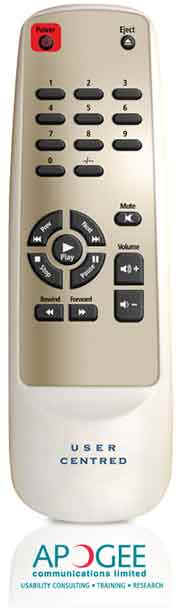 Power Eject
1 2 3
4 5 6
7 8 9
0 -/--
Mute
Prev Next
Play
Stop Pause
Volume
+
-
Rewind Forward
USER
CENTRED
APOGEE
communications limited
USABILITY CONSULTING • TRAINING • RESEARCH